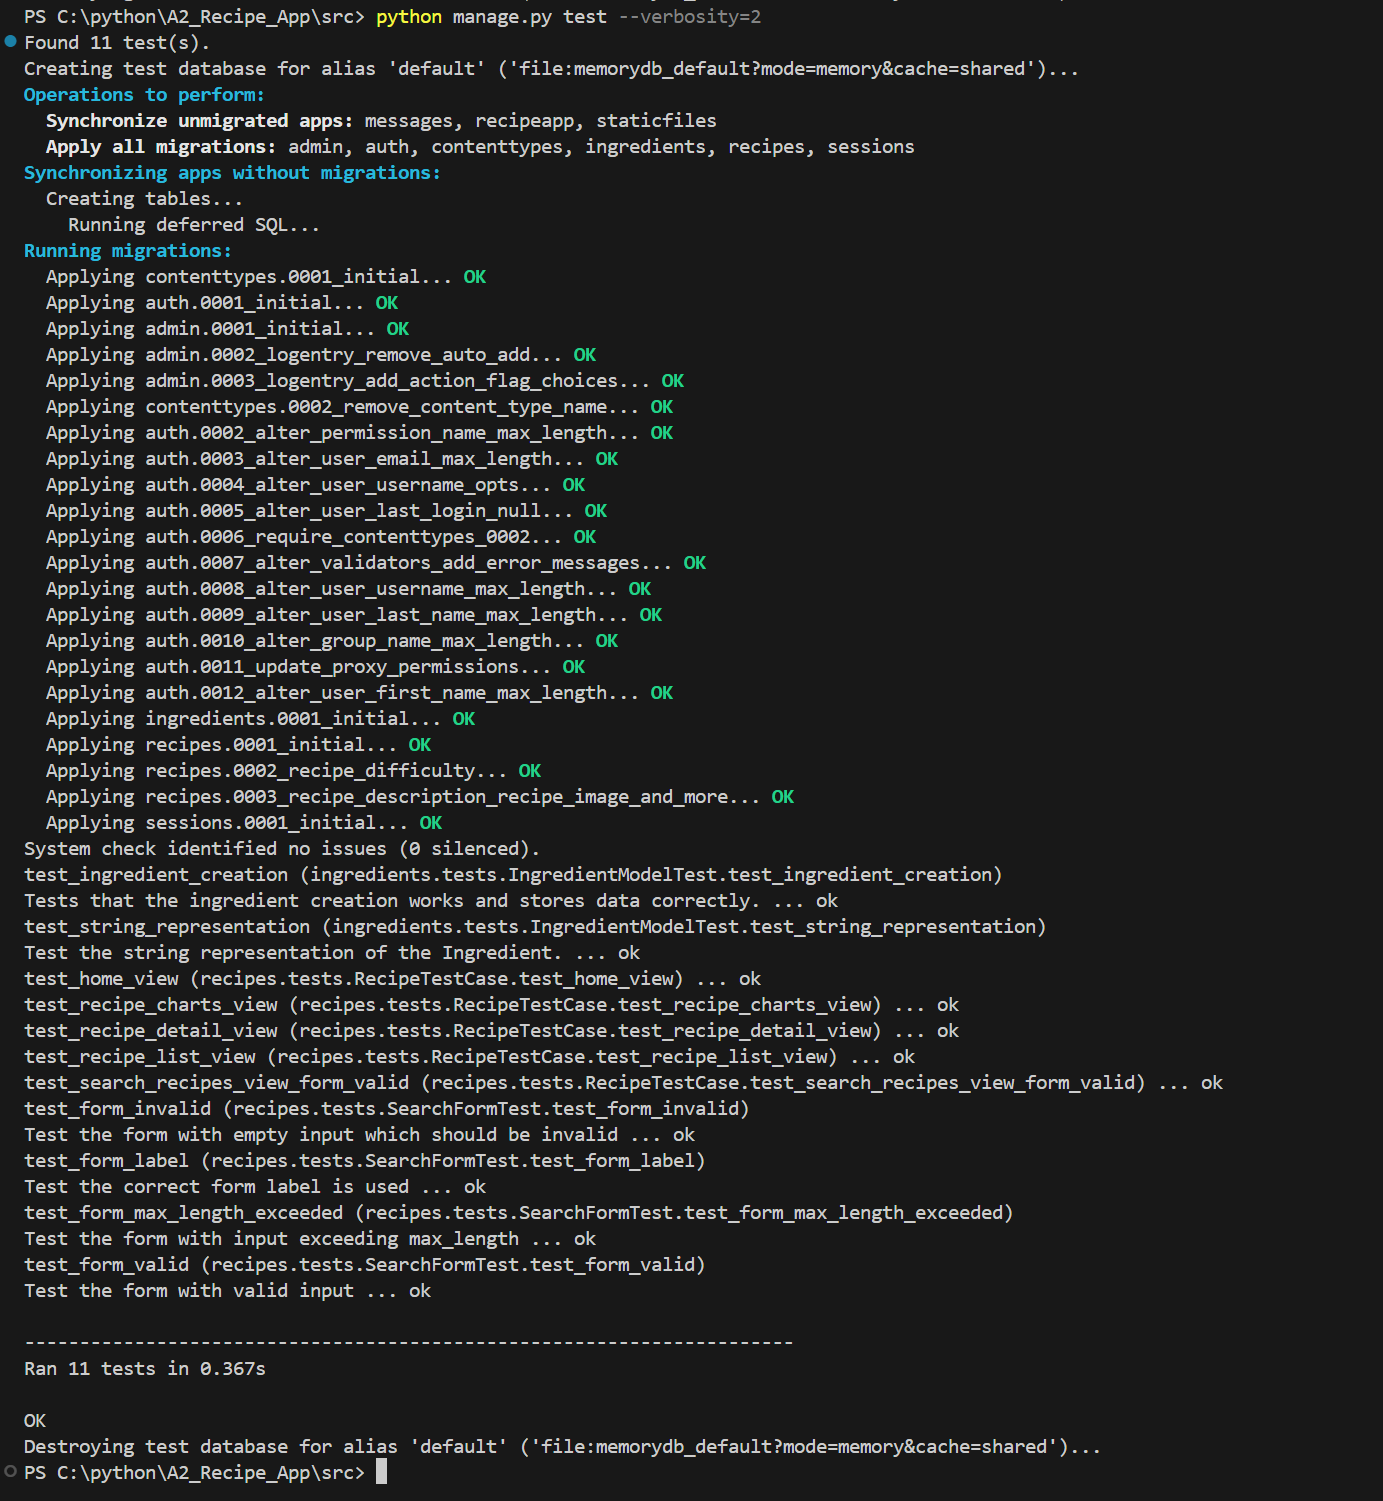 PS C:\python\A2_Recipe_App\src> python manage.py test --verbosity=2
Found 11 test(s).
Creating test database for alias 'default' ('file:memorydb_default?mode=memory&cache=shared')...
Operations to perform:
  Synchronize unmigrated apps: messages, recipeapp, staticfiles
  Apply all migrations: admin, auth, contenttypes, ingredients, recipes, sessions
Synchronizing apps without migrations:
  Creating tables...
    Running deferred SQL...
Running migrations:
  Applying contenttypes.0001_initial... OK
  Applying auth.0001_initial... OK
  Applying admin.0001_initial... OK
  Applying admin.0002_logentry_remove_auto_add... OK
  Applying admin.0003_logentry_add_action_flag_choices... OK
  Applying contenttypes.0002_remove_content_type_name... OK
  Applying auth.0002_alter_permission_name_max_length... OK
  Applying auth.0003_alter_user_email_max_length... OK
  Applying auth.0004_alter_user_username_opts... OK
  Applying auth.0005_alter_user_last_login_null... OK
  Applying auth.0006_require_contenttypes_0002... OK
  Applying auth.0007_alter_validators_add_error_messages... OK
  Applying auth.0008_alter_user_username_max_length... OK
  Applying auth.0009_alter_user_last_name_max_length... OK
  Applying auth.0010_alter_group_name_max_length... OK
  Applying auth.0011_update_proxy_permissions... OK
  Applying auth.0012_alter_user_first_name_max_length... OK
  Applying ingredients.0001_initial... OK
  Applying recipes.0001_initial... OK
  Applying recipes.0002_recipe_difficulty... OK
  Applying recipes.0003_recipe_description_recipe_image_and_more... OK
  Applying sessions.0001_initial... OK
System check identified no issues (0 silenced).
test_ingredient_creation (ingredients.tests.IngredientModelTest.test_ingredient_creation)
Tests that the ingredient creation works and stores data correctly. ... ok
test_string_representation (ingredients.tests.IngredientModelTest.test_string_representation)
Test the string representation of the Ingredient. ... ok
test_home_view (recipes.tests.RecipeTestCase.test_home_view) ... ok
test_recipe_charts_view (recipes.tests.RecipeTestCase.test_recipe_charts_view) ... ok
test_recipe_detail_view (recipes.tests.RecipeTestCase.test_recipe_detail_view) ... ok
test_recipe_list_view (recipes.tests.RecipeTestCase.test_recipe_list_view) ... ok
test_search_recipes_view_form_valid (recipes.tests.RecipeTestCase.test_search_recipes_view_form_valid) ... ok
test_form_invalid (recipes.tests.SearchFormTest.test_form_invalid)
Test the form with empty input which should be invalid ... ok
test_form_label (recipes.tests.SearchFormTest.test_form_label)
Test the correct form label is used ... ok
test_form_max_length_exceeded (recipes.tests.SearchFormTest.test_form_max_length_exceeded)
Test the form with input exceeding max_length ... ok
test_form_valid (recipes.tests.SearchFormTest.test_form_valid)
Test the form with valid input ... ok
----------------------------------------------------------------------
Ran 11 tests in 0.367s
OK
Destroying test database for alias 'default' ('file:memorydb_default?mode=memory&cache=shared')...
PS C:\python\A2_Recipe_App\src>